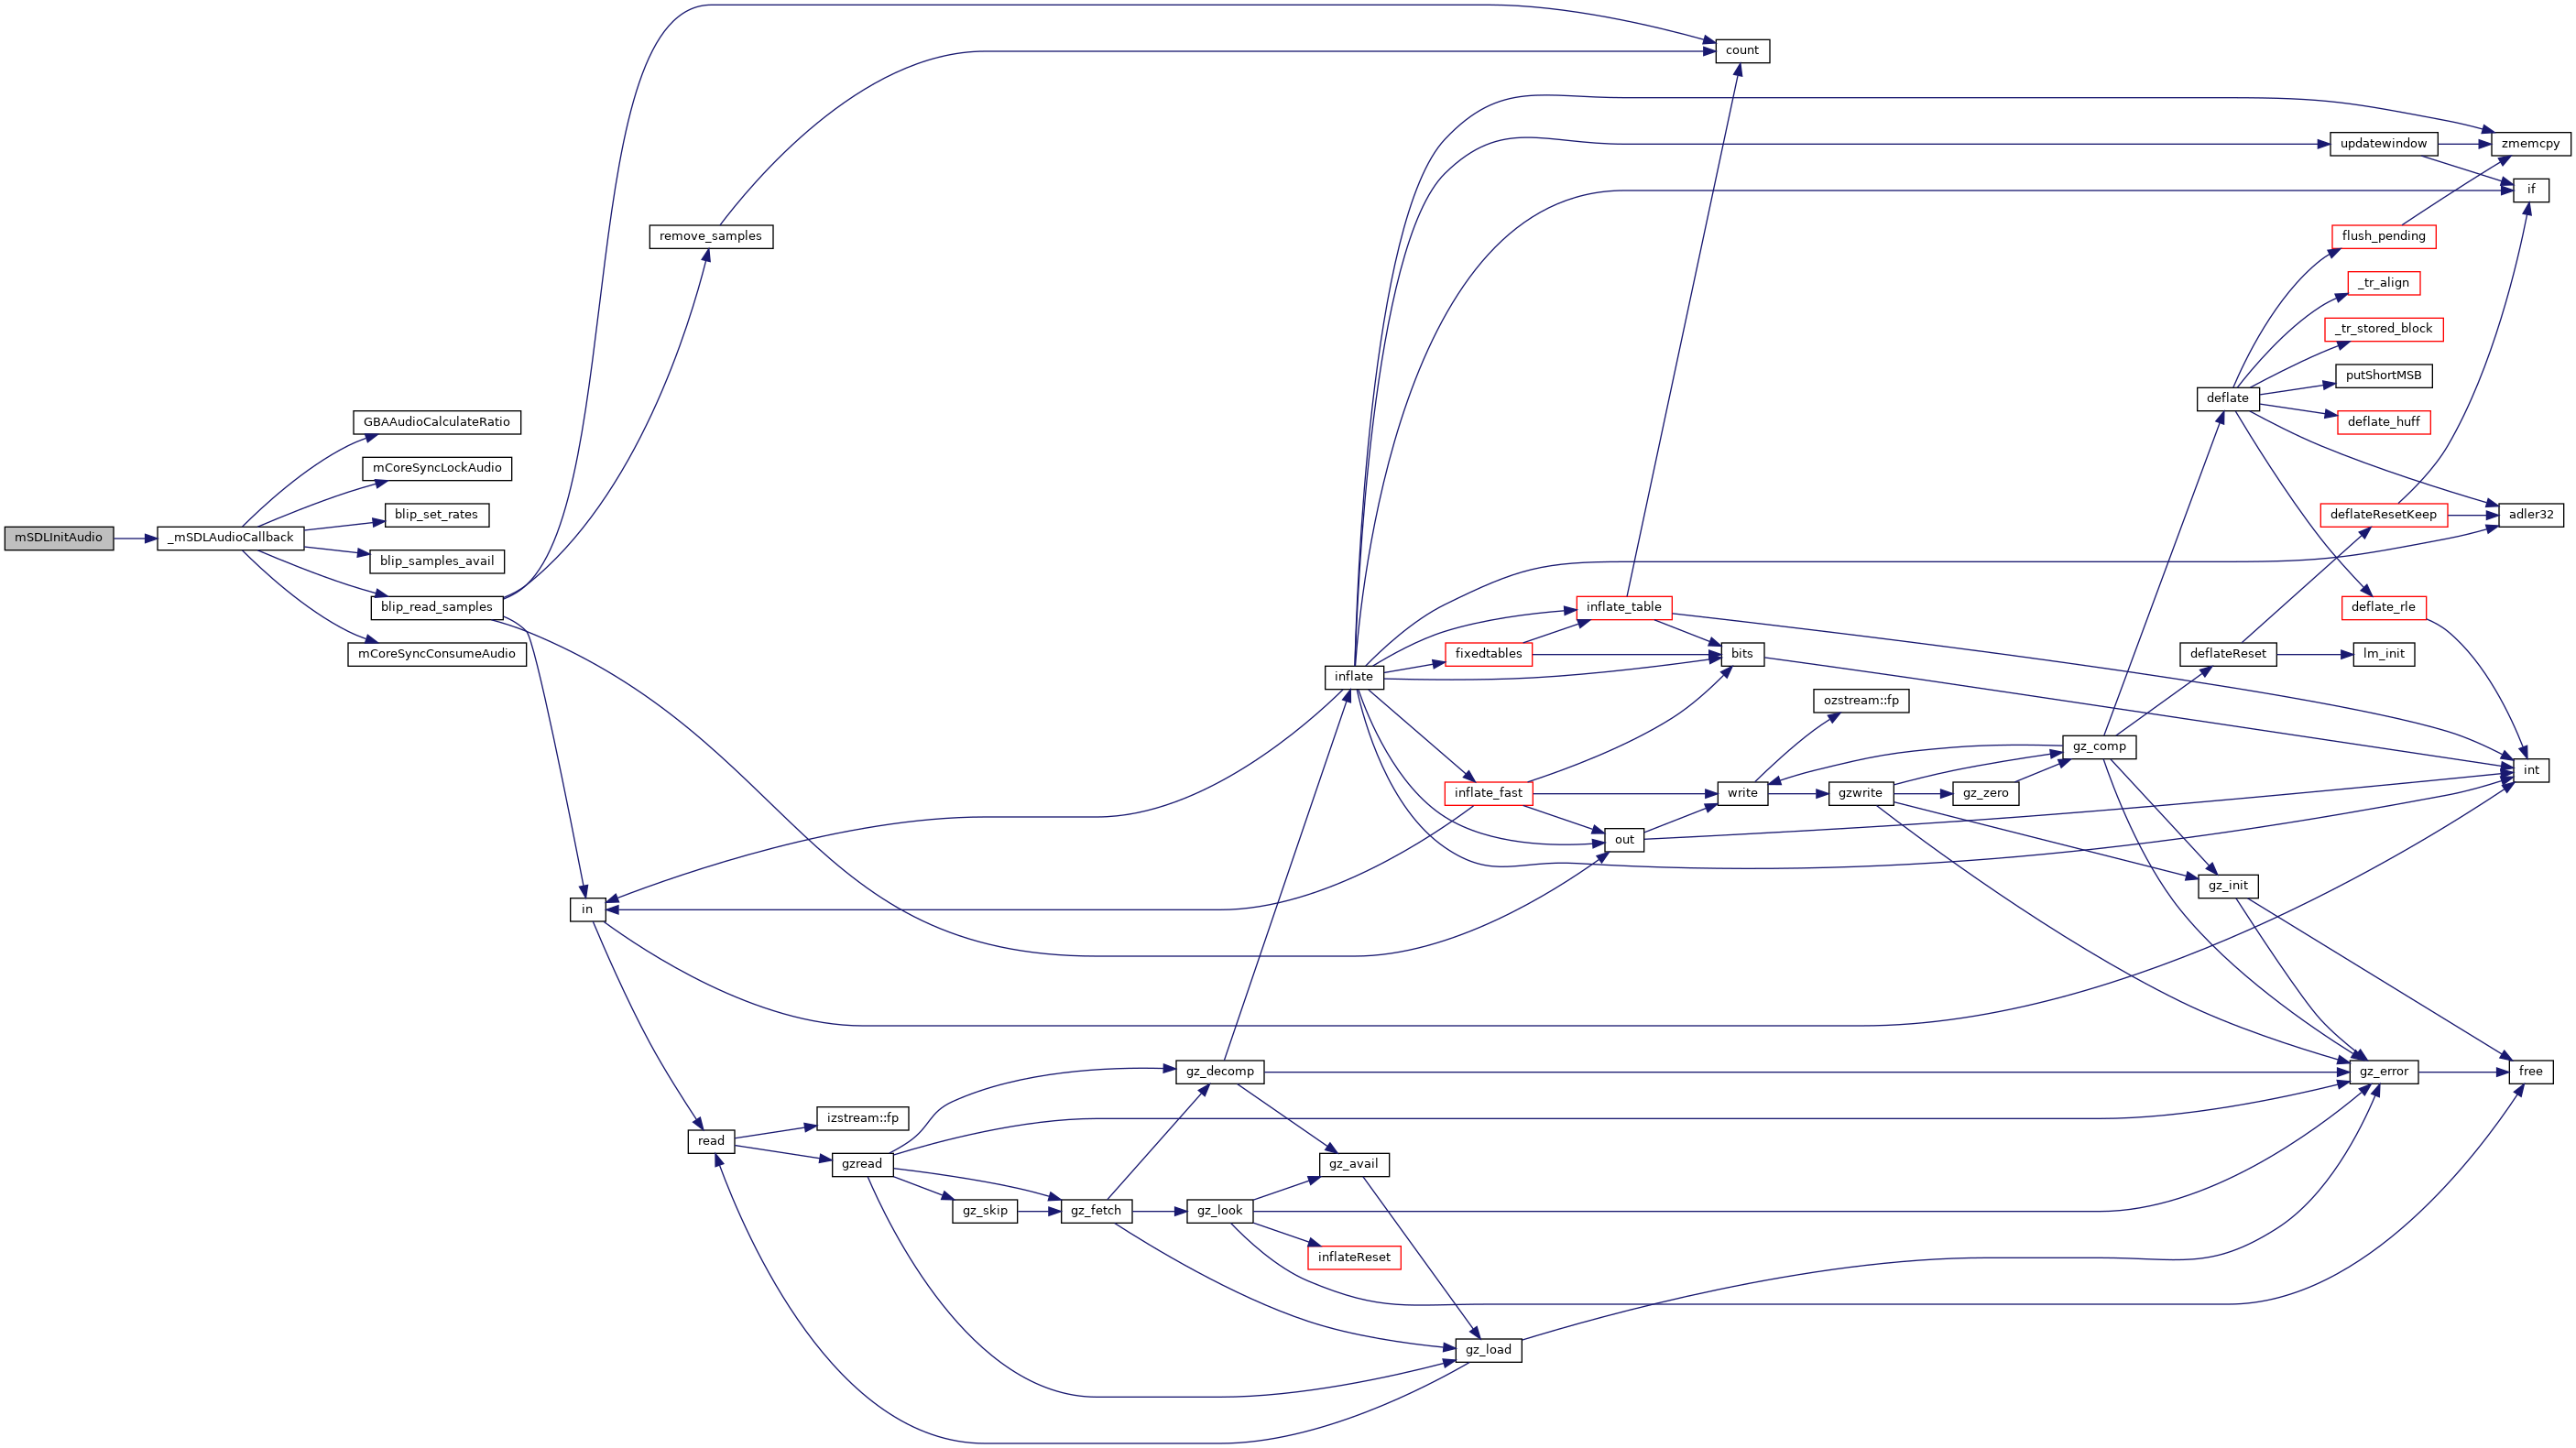 mSDLInitAudio
_mSDLAudioCallback
GBAAudioCalculateRatio
mCoreSyncLockAudio
blip_set_rates
blip_samples_avail
blip_read_samples
mCoreSyncConsumeAudio
remove_samples
in
read
izstream::fp
gzread
gz_skip
gz_fetch
gz_decomp
gz_look
inflate
gz_avail
inflateReset
fixedtables
inflate_fast
gz_load
inflate_table
out
count
bits
write
ozstream::fp
gzwrite
gz_zero
gz_comp
deflate
deflateReset
gz_init
updatewindow
flush_pending
_tr_align
_tr_stored_block
putShortMSB
deflate_huff
deflateResetKeep
deflate_rle
lm_init
gz_error
zmemcpy
if
adler32
int
free